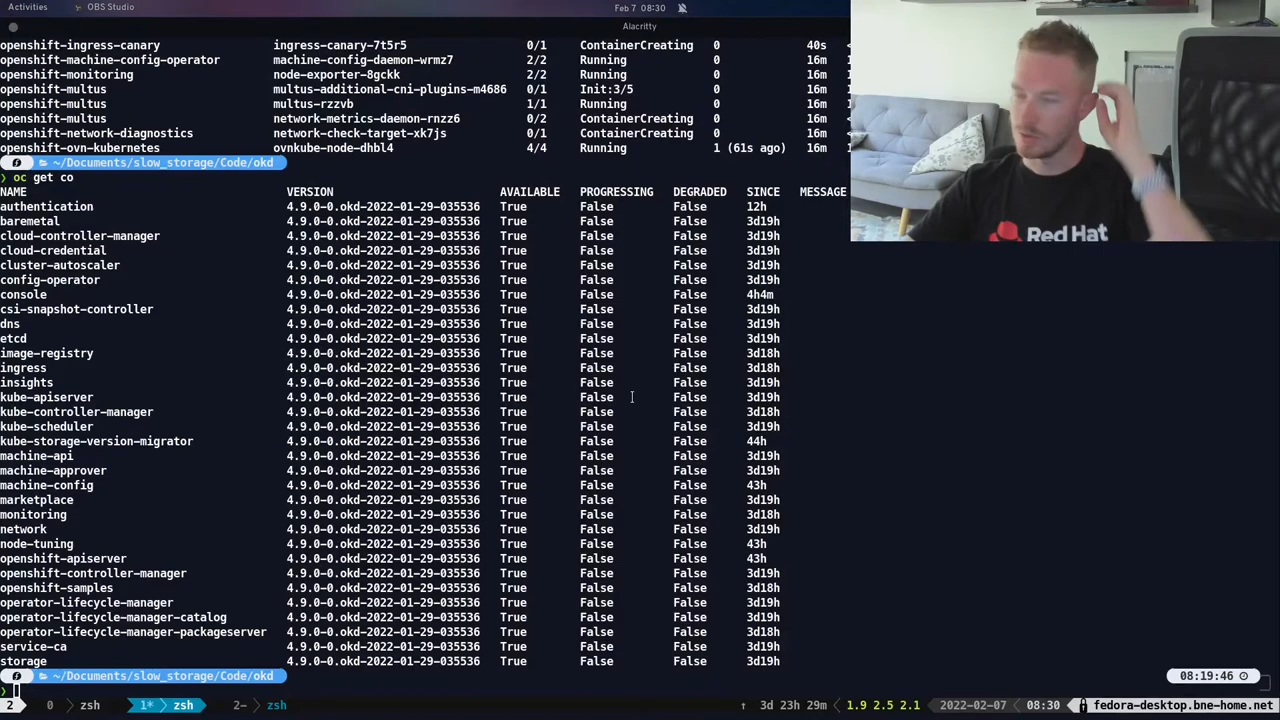 Activities
OBS Studio
Feb 7 08:30
Alacritty
openshift-ingress-canary ingress-canary-7t5r5 0/1 ContainerCreating 0 40s
openshift-machine-config-operator machine-config-daemon-wrmz7 2/2 Running 0 16m
openshift-monitoring node-exporter-8gckk 2/2 Running 0 16m
openshift-multus multus-additional-cni-plugins-m4686 0/1 Init:3/5 0 16m
openshift-multus multus-rzzvb 1/1 Running 0 16m
openshift-multus network-metrics-daemon-rnzz6 0/2 ContainerCreating 0 16m
openshift-network-diagnostics network-check-target-xk7js 0/1 ContainerCreating 0 16m
openshift-ovn-kubernetes ovnkube-node-dhbl4 4/4 Running 1 (61s ago) 16m
~/Documents/slow_storage/Code/okd
❯ oc get co
NAME VERSION AVAILABLE PROGRESSING DEGRADED SINCE MESSAGE
authentication 4.9.0-0.okd-2022-01-29-035536 True False False 12h
baremetal 4.9.0-0.okd-2022-01-29-035536 True False False 3d19h
cloud-controller-manager 4.9.0-0.okd-2022-01-29-035536 True False False 3d19h
cloud-credential 4.9.0-0.okd-2022-01-29-035536 True False False 3d19h
cluster-autoscaler 4.9.0-0.okd-2022-01-29-035536 True False False 3d19h
config-operator 4.9.0-0.okd-2022-01-29-035536 True False False 3d19h
console 4.9.0-0.okd-2022-01-29-035536 True False False 4h4m
csi-snapshot-controller 4.9.0-0.okd-2022-01-29-035536 True False False 3d19h
dns 4.9.0-0.okd-2022-01-29-035536 True False False 3d19h
etcd 4.9.0-0.okd-2022-01-29-035536 True False False 3d19h
image-registry 4.9.0-0.okd-2022-01-29-035536 True False False 3d18h
ingress 4.9.0-0.okd-2022-01-29-035536 True False False 3d18h
insights 4.9.0-0.okd-2022-01-29-035536 True False False 3d19h
kube-apiserver 4.9.0-0.okd-2022-01-29-035536 True False False 3d19h
kube-controller-manager 4.9.0-0.okd-2022-01-29-035536 True False False 3d18h
kube-scheduler 4.9.0-0.okd-2022-01-29-035536 True False False 3d19h
kube-storage-version-migrator 4.9.0-0.okd-2022-01-29-035536 True False False 44h
machine-api 4.9.0-0.okd-2022-01-29-035536 True False False 3d19h
machine-approver 4.9.0-0.okd-2022-01-29-035536 True False False 3d19h
machine-config 4.9.0-0.okd-2022-01-29-035536 True False False 43h
marketplace 4.9.0-0.okd-2022-01-29-035536 True False False 3d19h
monitoring 4.9.0-0.okd-2022-01-29-035536 True False False 3d18h
network 4.9.0-0.okd-2022-01-29-035536 True False False 3d19h
node-tuning 4.9.0-0.okd-2022-01-29-035536 True False False 43h
openshift-apiserver 4.9.0-0.okd-2022-01-29-035536 True False False 43h
openshift-controller-manager 4.9.0-0.okd-2022-01-29-035536 True False False 3d19h
openshift-samples 4.9.0-0.okd-2022-01-29-035536 True False False 3d18h
operator-lifecycle-manager 4.9.0-0.okd-2022-01-29-035536 True False False 3d19h
operator-lifecycle-manager-catalog 4.9.0-0.okd-2022-01-29-035536 True False False 3d19h
operator-lifecycle-manager-packageserver 4.9.0-0.okd-2022-01-29-035536 True False False 3d18h
service-ca 4.9.0-0.okd-2022-01-29-035536 True False False 3d19h
storage 4.9.0-0.okd-2022-01-29-035536 True False False 3d19h
~/Documents/slow_storage/Code/okd 08:19:46
❯
2 0 zsh 1* zsh 2- zsh ↑ 3d 23h 29m 1.9 2.5 2.1 2022-02-07 08:30 fedora-desktop.bne-home.net
Red Hat